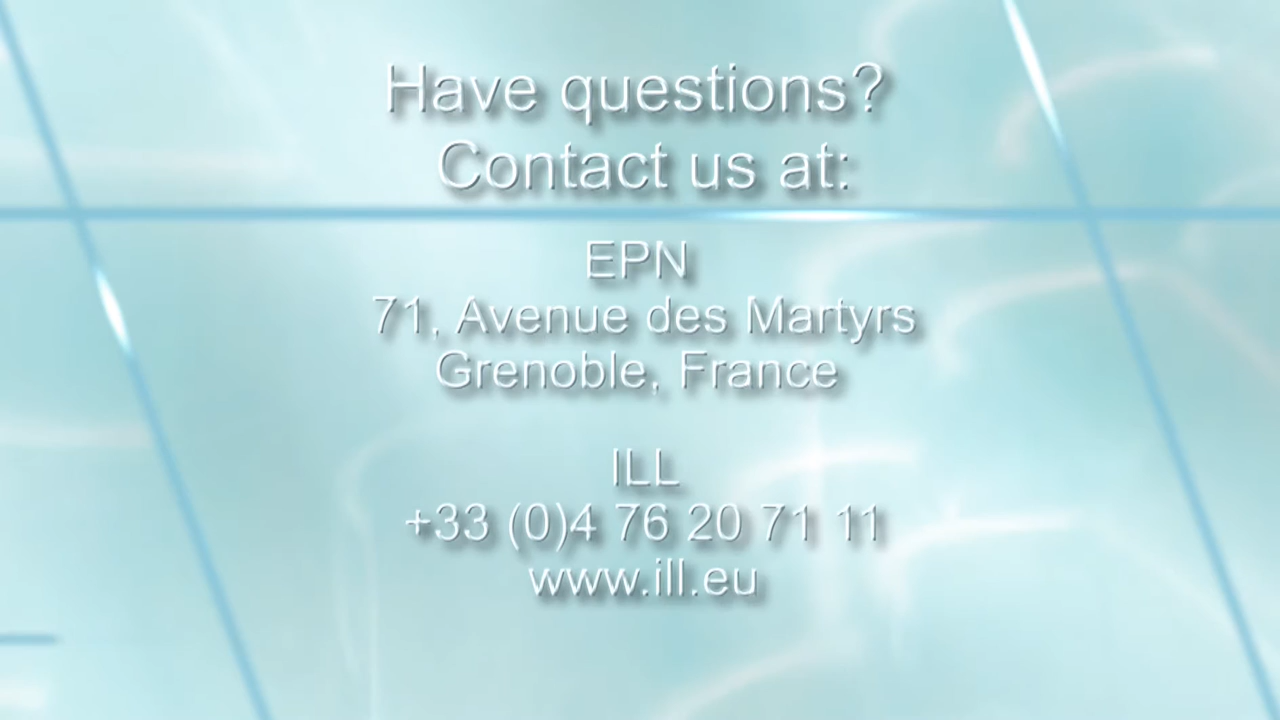 Have questions?
Contact us at:
EPN
71, Avenue des Martyrs
Grenoble, France
ILL
+33 (0)4 76 20 71 11
www.ill.eu